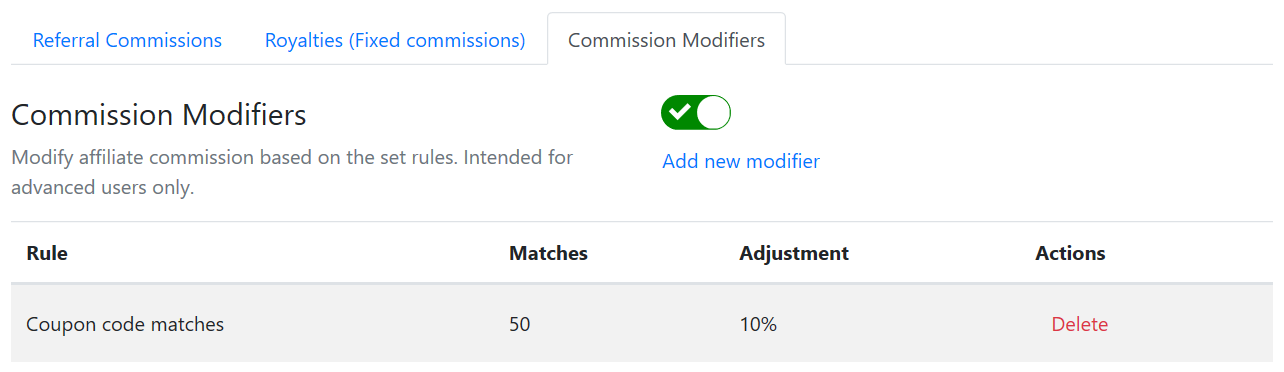 Referral Commissions Royalties (Fixed commissions) Commission Modifiers
Commission Modifiers
Modify affiliate commission based on the set rules. Intended for
advanced users only.
Add new modifier
Rule Matches Adjustment Actions
Coupon code matches 50 10% Delete